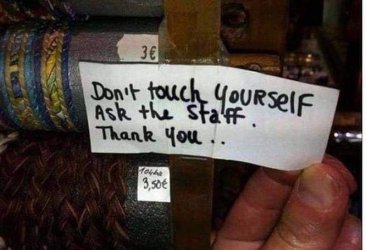 3€
Don't touch yourself
Ask the staff.
Thank you..
3,50€